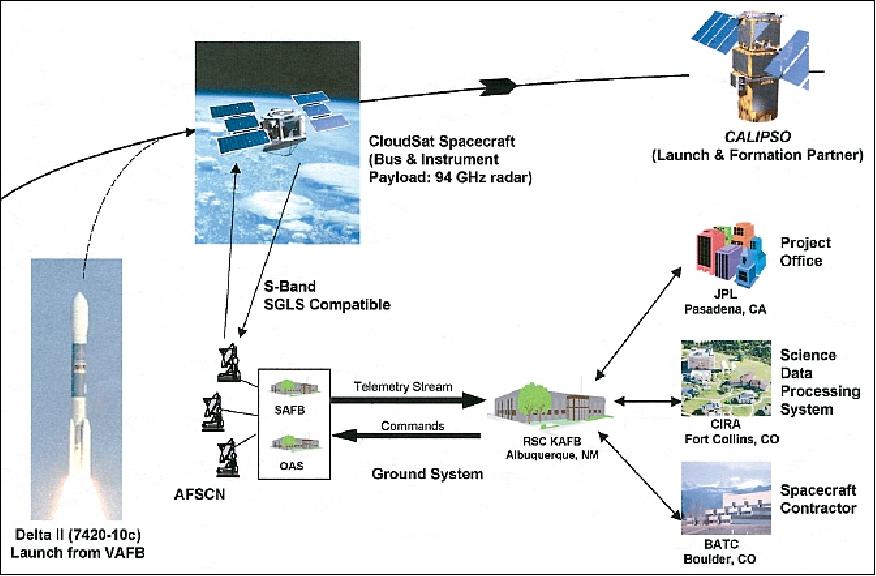 CALIPSO
(Launch & Formation Partner)
CloudSat Spacecraft
(Bus & Instrument
Payload: 94 GHz radar)
Project
Office
JPL
Pasadena, CA
S-Band
SGLS Compatible
Science
Data
Processing
System
CIRA
Fort Collins, CO
Telemetry Stream
SAFB
Commands
RSC KAFB
Albuquerque, NM
OAS
Ground System
AFSCN
Spacecraft
Contractor
BATC
Boulder, CO
Delta II (7420-10c)
Launch from VAFB